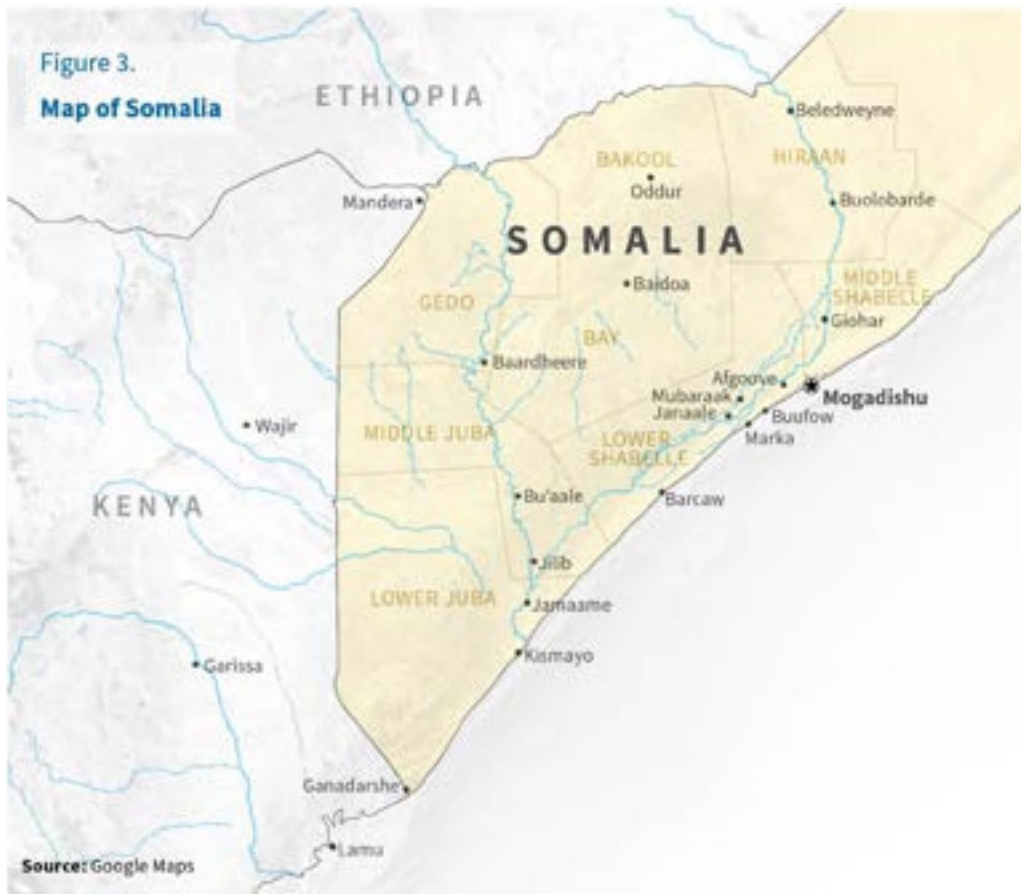 Figure 3.
Map of Somalia
ETHIOPIA
Beledweyne
BAKOOL
HIRAAN
Oddur
Mandera
Buolobarde
SOMALIA
MIDDLE
SHABELLE
Baidoa
GEDO
Giohar
BAY
Baardheere
Afgoove
Mogadishu
Mubaraak
Janaale
Buufow
Wajir
MIDDLE JUBA
LOWER
SHABELLE
Marka
KENYA
Bu'aale
Barcaw
Jilib
LOWER JUBA
Jamaame
Kismayo
Garissa
Ganadarshe
Lamu
Source: Google Maps